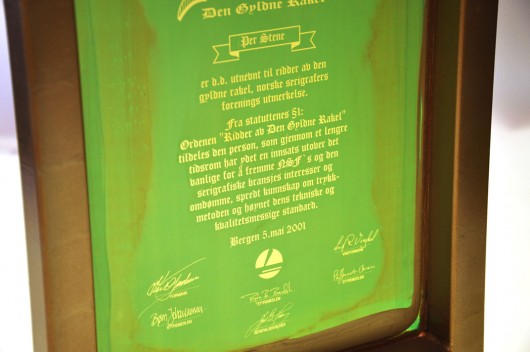 Den Gyldne Rakel
Per Stene
er d.d. utnevnt til ridder av den
gyldne rakel, norske serigrafers
forenings utmerkelse.
Fra statuttenes §1:
Ordenen "Ridder av Den Gyldne Rakel"
tildeles den person, som gjennom et lengre
tidsrom har ydet en innsats utover det
vanlige for å fremme NSF's og den
serigrafiske bransjes interesser og
omdømme, spredt kunnskap om trykk-
metoden og høynet dens tekniske og
kvalitetsmessige standard.
Bergen 5.mai 2001